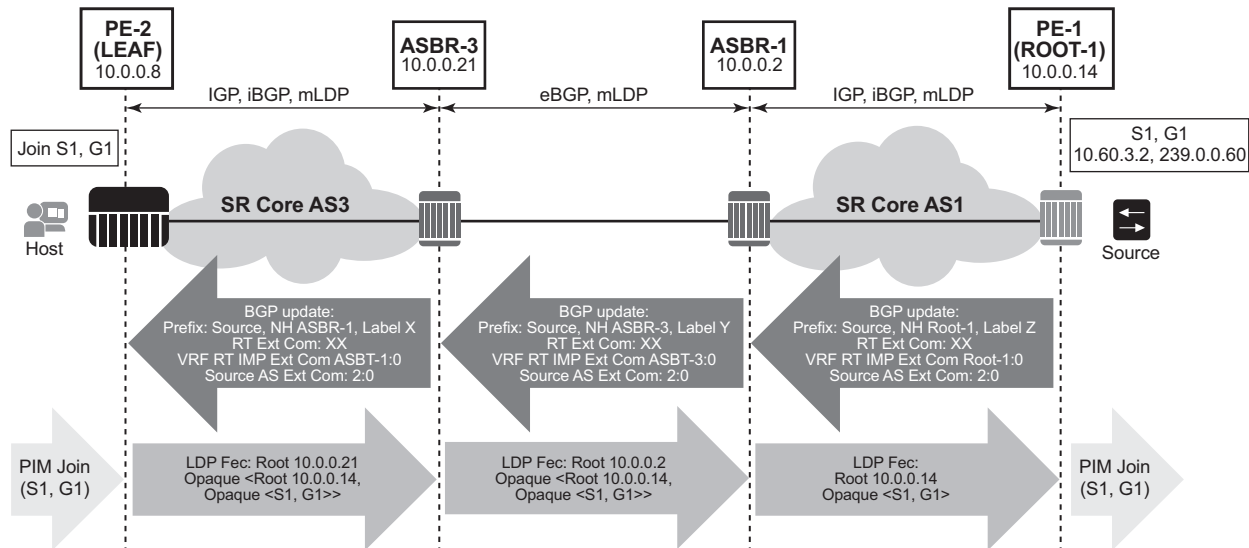 PE-2
(LEAF)
10.0.0.8
ASBR-3
10.0.0.21
ASBR-1
10.0.0.2
PE-1
(ROOT-1)
10.0.0.14
IGP, iBGP, mLDP
eBGP, mLDP
IGP, iBGP, mLDP
Join S1, G1
S1, G1
10.60.3.2, 239.0.0.60
Host
SR Core AS3
SR Core AS1
Source
BGP update:
Prefix: Source, NH ASBR-1, Label X
RT Ext Com: XX
VRF RT IMP Ext Com ASBT-1:0
Source AS Ext Com: 2:0
BGP update:
Prefix: Source, NH ASBR-3, Label Y
RT Ext Com: XX
VRF RT IMP Ext Com ASBT-3:0
Source AS Ext Com: 2:0
BGP update:
Prefix: Source, NH Root-1, Label Z
RT Ext Com: XX
VRF RT IMP Ext Com Root-1:0
Source AS Ext Com: 2:0
PIM Join
(S1, G1)
LDP Fec: Root 10.0.0.21
Opaque <Root 10.0.0.14,
Opaque <S1, G1>>
LDP Fec: Root 10.0.0.2
Opaque <Root 10.0.0.14,
Opaque <S1, G1>>
LDP Fec:
Root 10.0.0.14
Opaque <S1, G1>
PIM Join
(S1, G1)